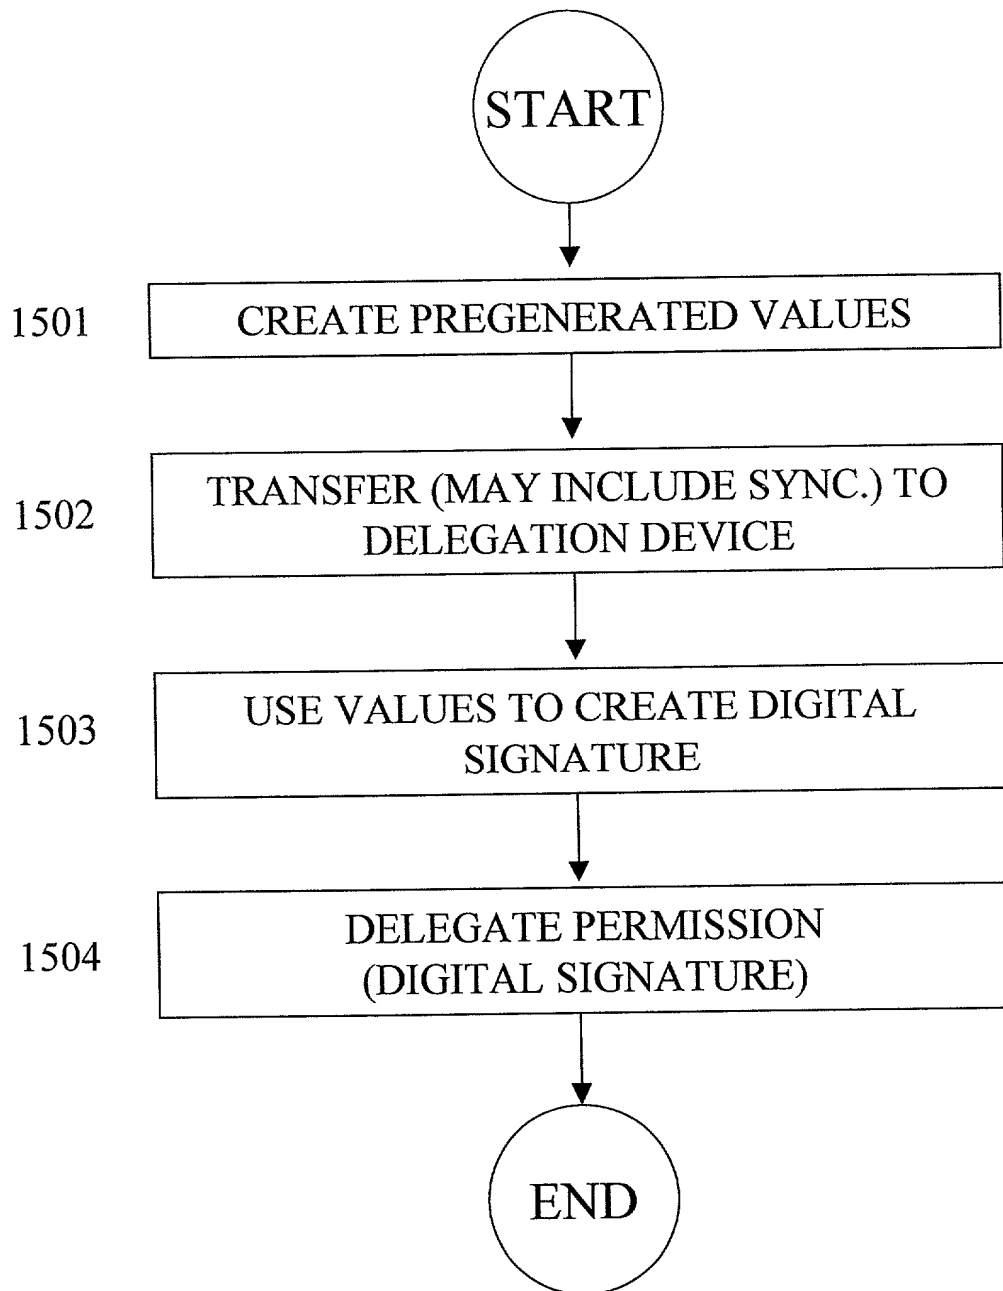 START
1501
CREATE PREGENERATED VALUES
1502
TRANSFER (MAY INCLUDE SYNC.) TO
DELEGATION DEVICE
1503
USE VALUES TO CREATE DIGITAL
SIGNATURE
1504
DELEGATE PERMISSION
(DIGITAL SIGNATURE)
END